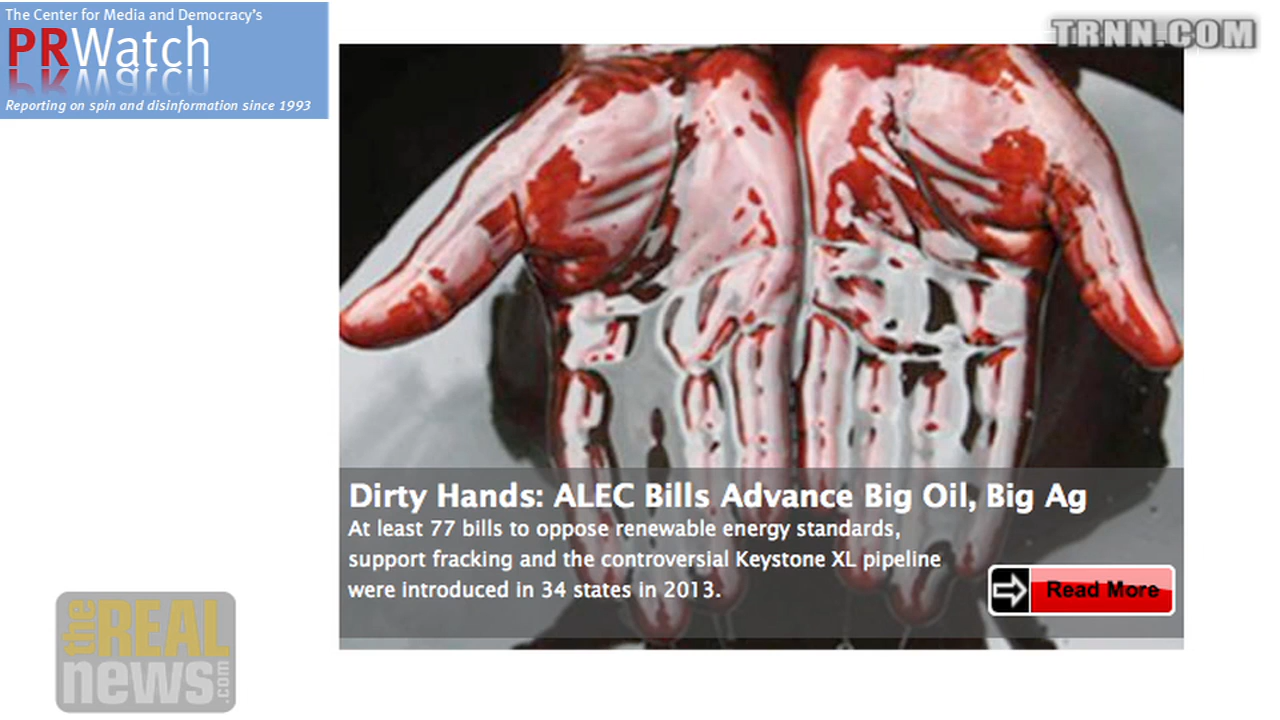 The Center for Media and Democracy's
PRWatch
Reporting on spin and disinformation since 1993
TRNN.COM
Dirty Hands: ALEC Bills Advance Big Oil, Big Ag
At least 77 bills to oppose renewable energy standards,
support fracking and the controversial Keystone XL pipeline
were introduced in 34 states in 2013.
Read More
the REAL
news.com